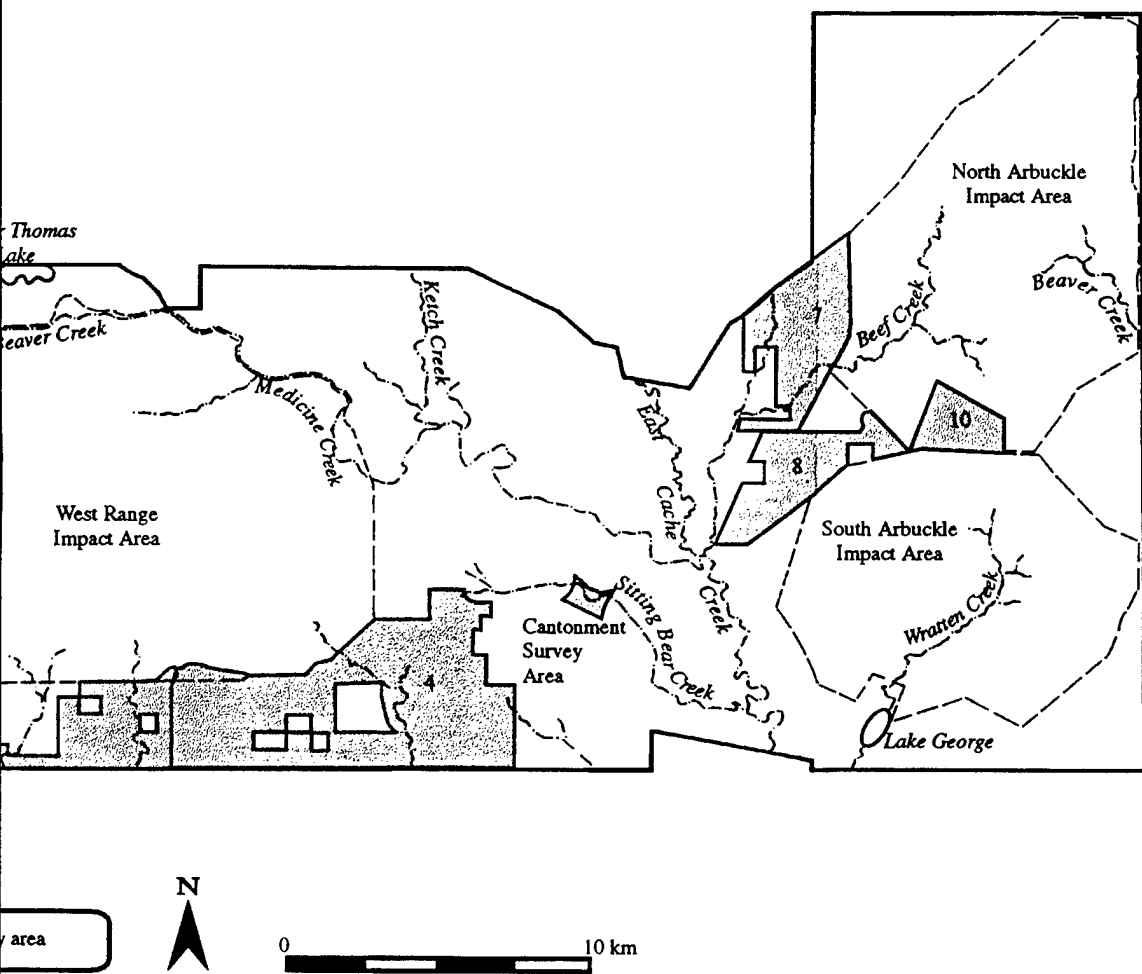 North Arbuckle
Impact Area
Thomas
Lake
Beaver Creek
Ketch Creek
7
Beef Creek
Beaver Creek
Medicine Creek
East Cache Creek
10
8
West Range
Impact Area
South Arbuckle
Impact Area
Sitting Bear Creek
Wratten Creek
Cantonment
Survey
Area
4
Lake George
N
area
0 10 km